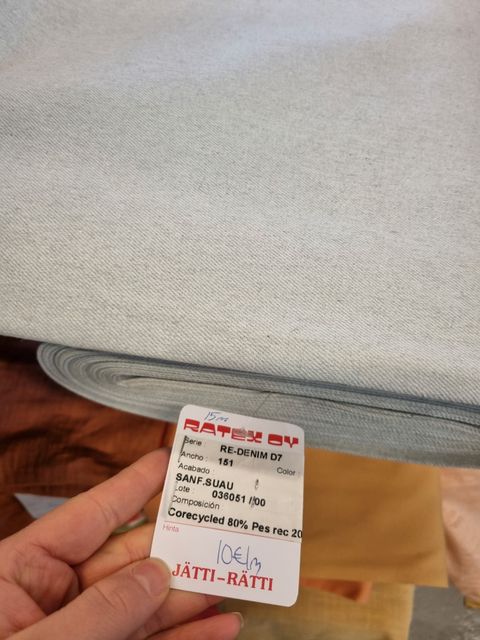 15m
RATEX OY
Serie RE-DENIM D7
Ancho : 151 Color :
Acabado :
SANF.SUAU
Lote : 036051 //00
Composición
Corecycled 80% Pes rec 20
Hinta
10€/m
JÄTTI-RÄTTI